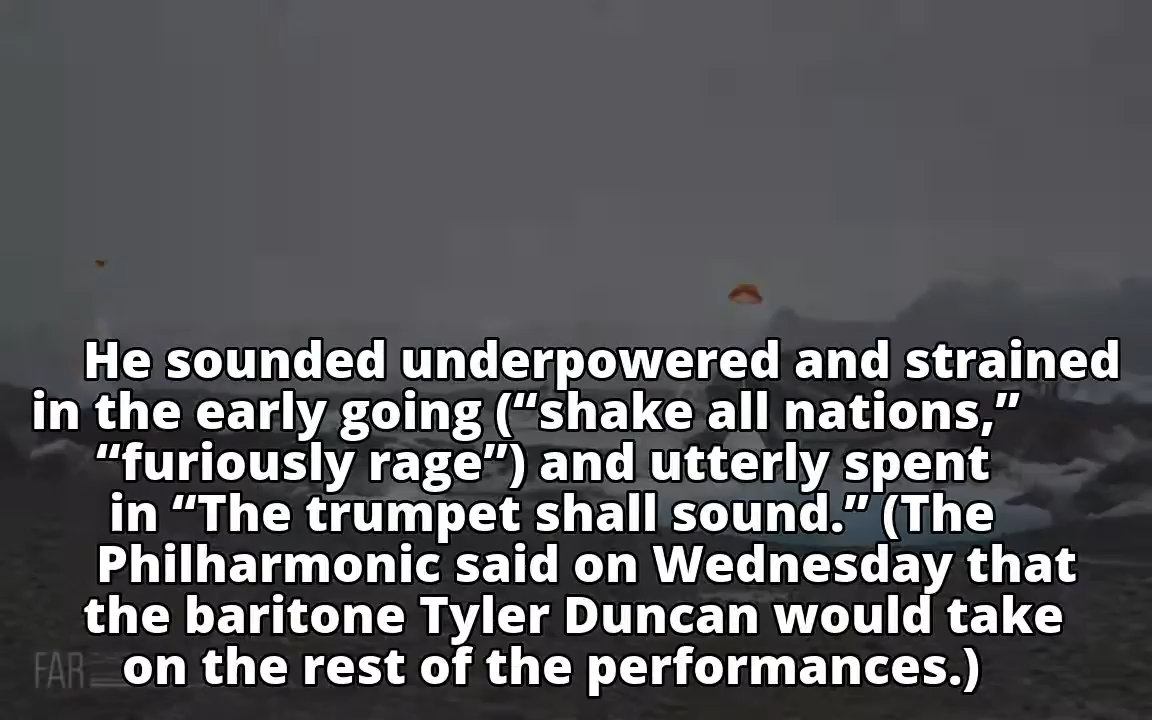 He sounded underpowered and strained
in the early going (“shake all nations,”
“furiously rage”) and utterly spent
in “The trumpet shall sound.” (The
Philharmonic said on Wednesday that
the baritone Tyler Duncan would take
on the rest of the performances.)
FAR